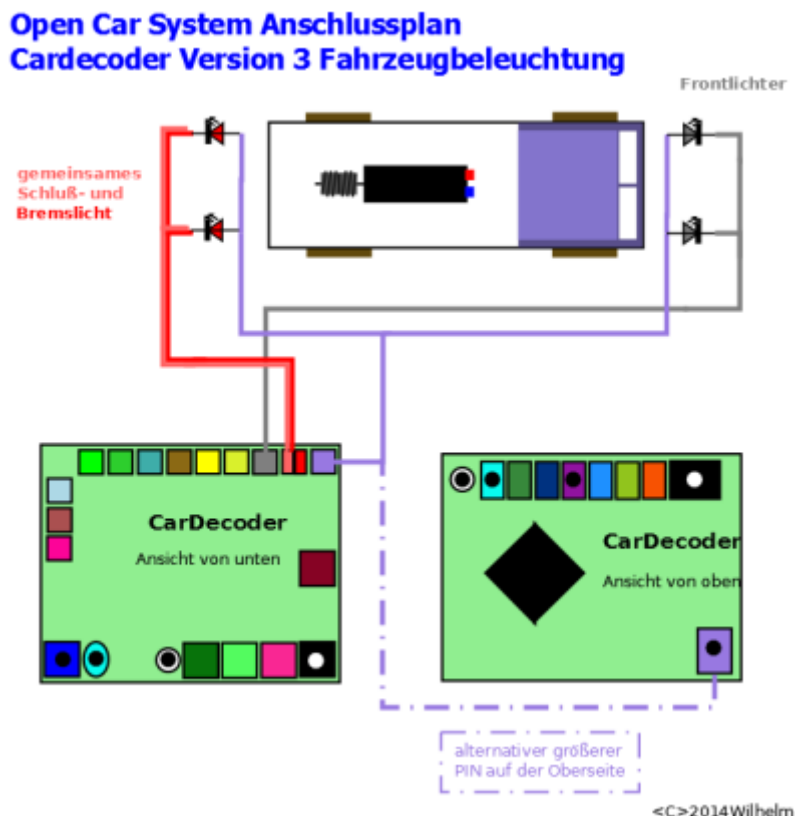 Open Car System Anschlussplan
Cardecoder Version 3 Fahrzeugbeleuchtung
Frontlichter
gemeinsames
Schluß- und
Bremslicht
CarDecoder
Ansicht von unten
CarDecoder
Ansicht von oben
alternativer größerer
PIN auf der Oberseite
<C>2014Wilhelm